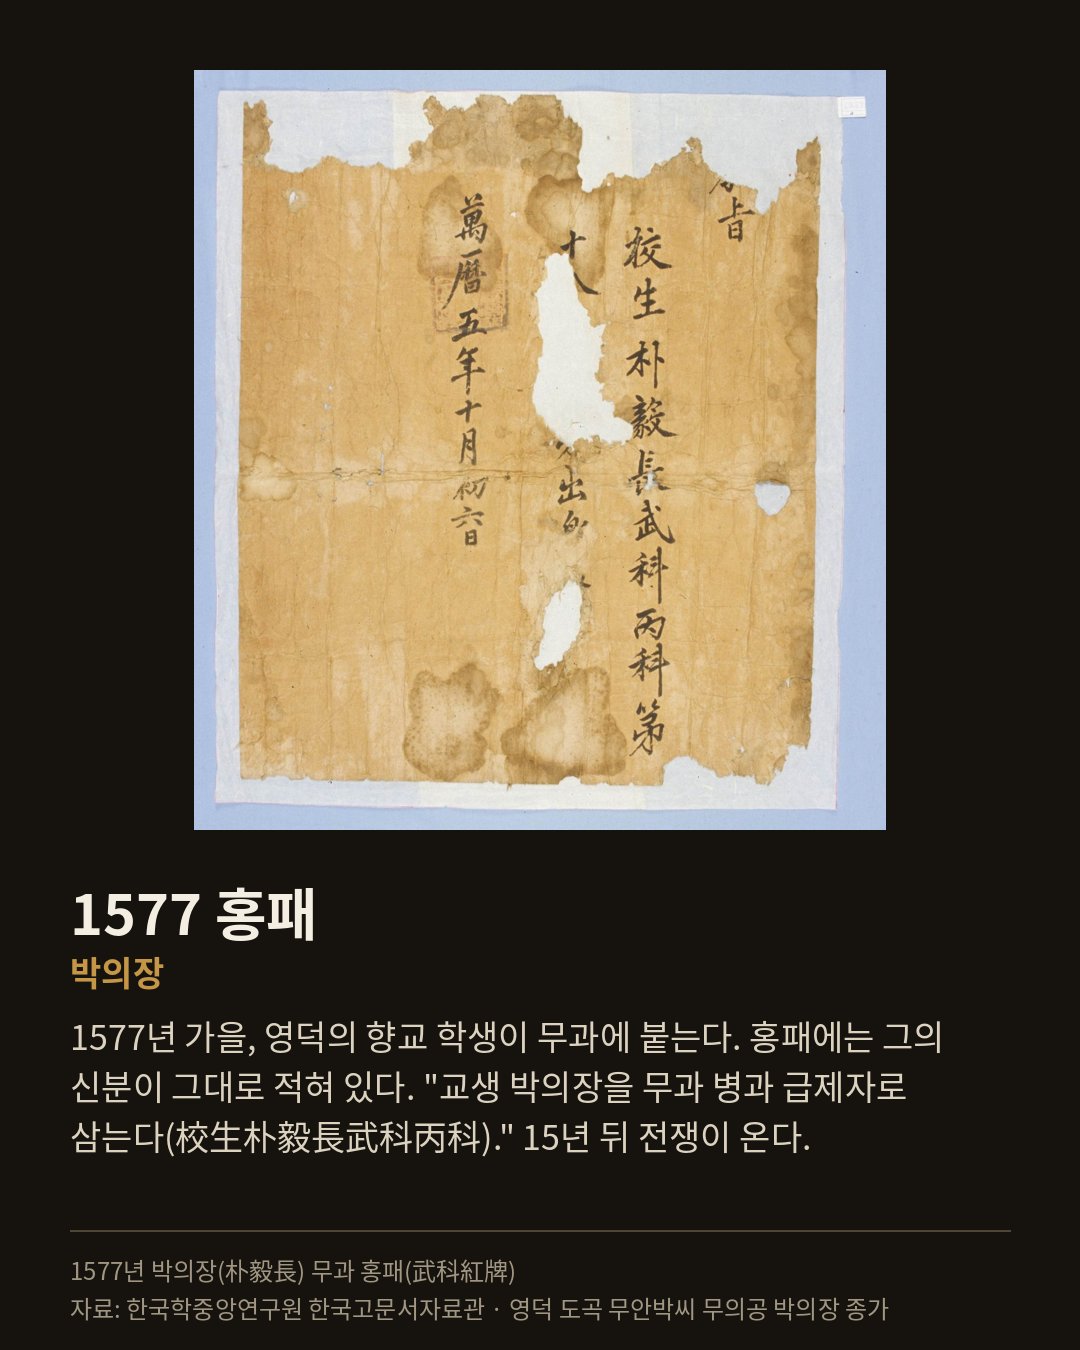 上旨
校生朴毅長武科丙科第
十八
出身
萬曆五年十月初六日
1577 홍패
박의장
1577년 가을, 영덕의 향교 학생이 무과에 붙는다. 홍패에는 그의
신분이 그대로 적혀 있다. "교생 박의장을 무과 병과 급제자로
삼는다(校生朴毅長武科丙科)." 15년 뒤 전쟁이 온다.
1577년 박의장(朴毅長) 무과 홍패(武科紅牌)
자료: 한국학중앙연구원 한국고문서자료관 · 영덕 도곡 무안박씨 무의공 박의장 종가